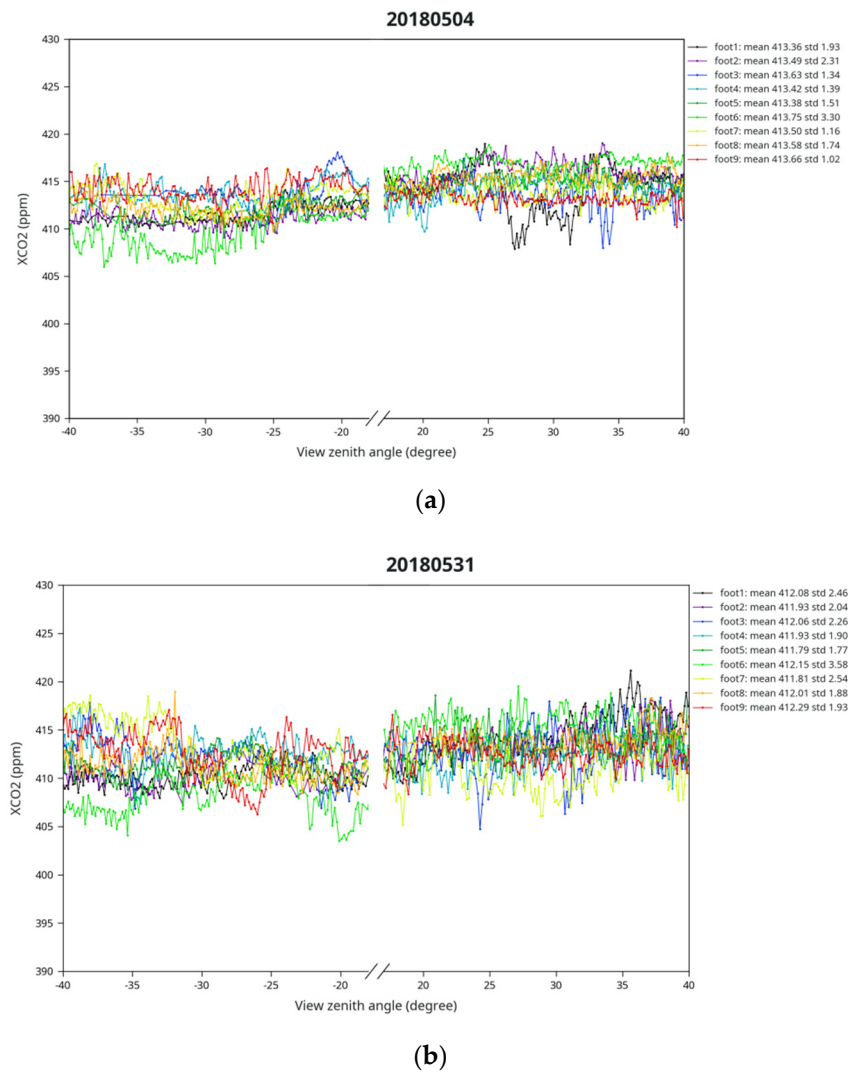 20180504
430
425
420
415
410
405
400
395
390
XCO2 (ppm)
-40
-35
-30
-25
-20
20
25
30
35
40
View zenith angle (degree)
foot1: mean 413.36 std 1.93
foot2: mean 413.49 std 2.31
foot3: mean 413.63 std 1.34
foot4: mean 413.42 std 1.39
foot5: mean 413.38 std 1.51
foot6: mean 413.75 std 3.30
foot7: mean 413.50 std 1.16
foot8: mean 413.58 std 1.74
foot9: mean 413.66 std 1.02
(a)
20180531
430
425
420
415
410
405
400
395
390
XCO2 (ppm)
-40
-35
-30
-25
-20
20
25
30
35
40
View zenith angle (degree)
foot1: mean 412.08 std 2.46
foot2: mean 411.93 std 2.04
foot3: mean 412.06 std 2.26
foot4: mean 411.93 std 1.90
foot5: mean 411.79 std 1.77
foot6: mean 412.15 std 3.58
foot7: mean 411.81 std 2.54
foot8: mean 412.01 std 1.88
foot9: mean 412.29 std 1.93
(b)